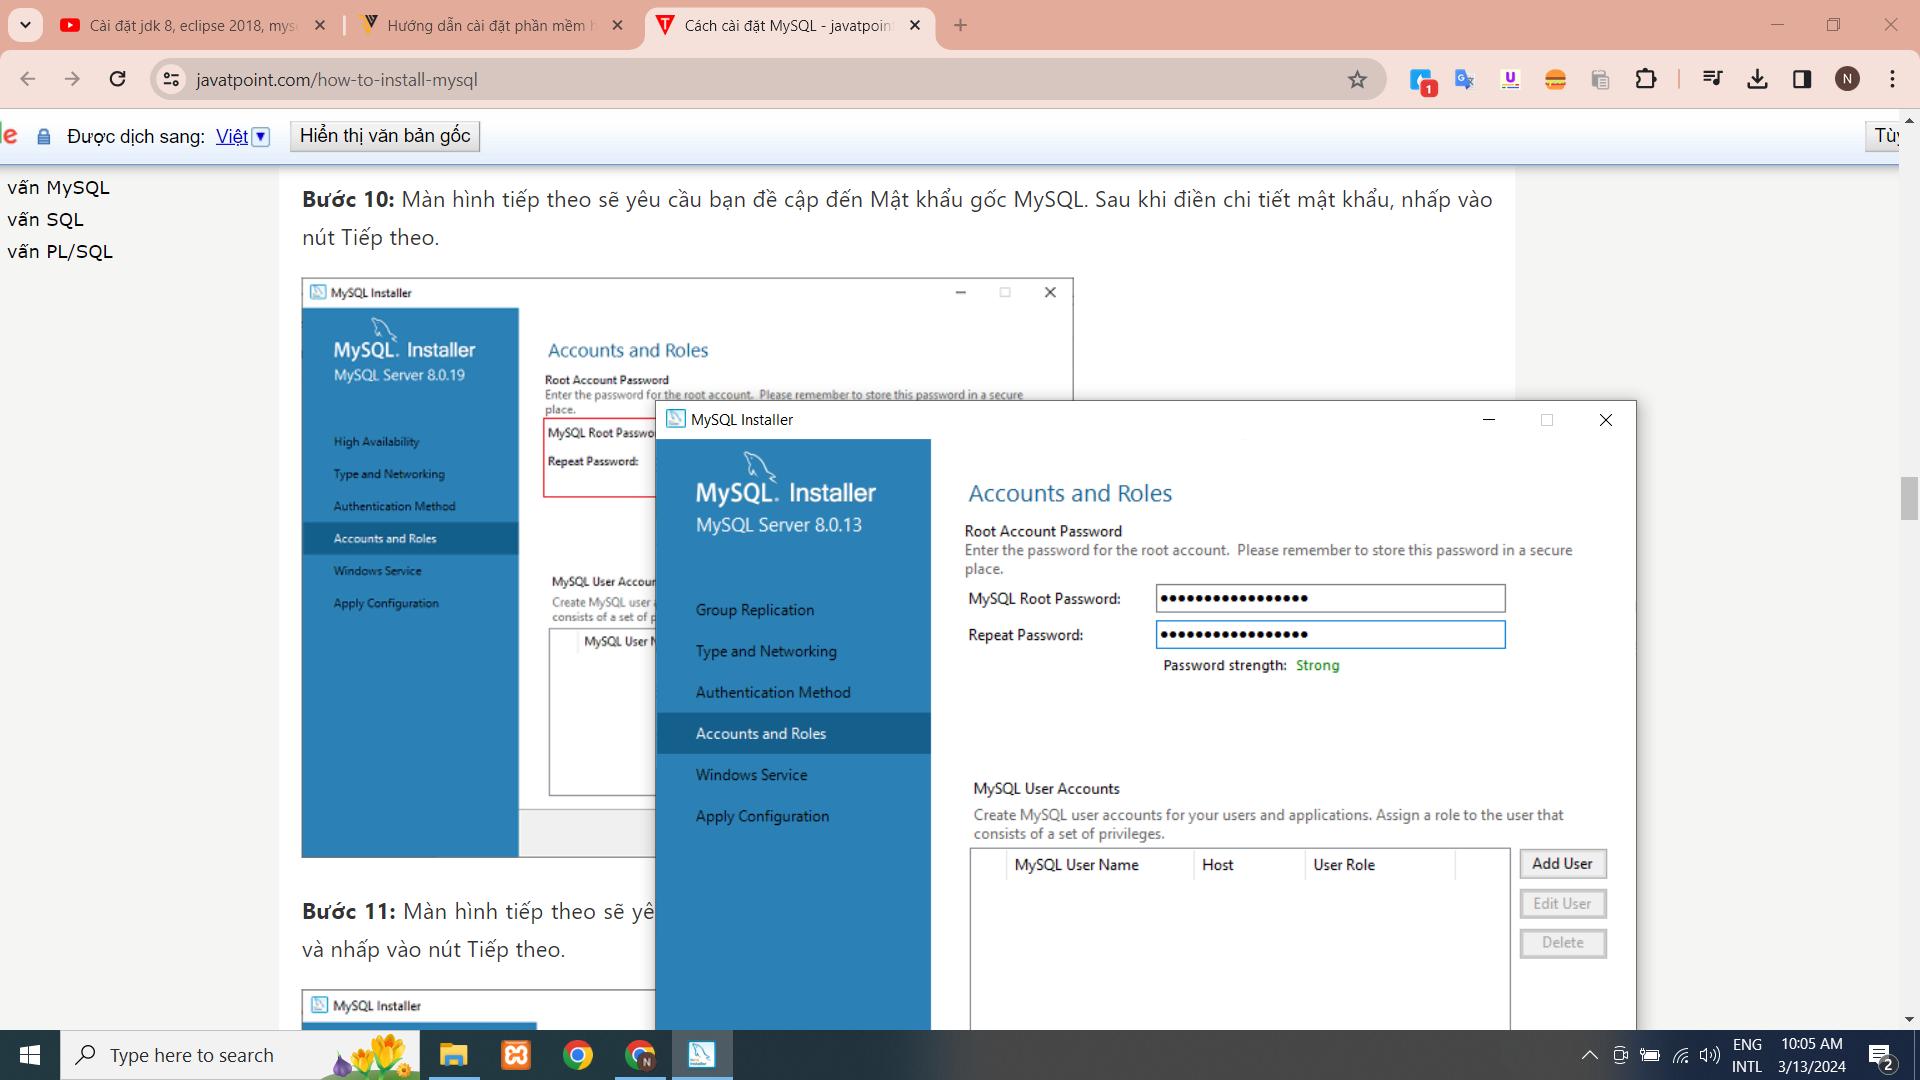 Cài đặt jdk 8, eclipse 2018, mys
Hướng dẫn cài đặt phần mềm h
Cách cài đặt MySQL - javatpoin
javatpoint.com/how-to-install-mysql
1
N
le
Được dịch sang: Việt
Hiển thị văn bản gốc
Tùy
vấn MySQL
vấn SQL
vấn PL/SQL
Bước 10: Màn hình tiếp theo sẽ yêu cầu bạn đề cập đến Mật khẩu gốc MySQL. Sau khi điền chi tiết mật khẩu, nhấp vào
nút Tiếp theo.
MySQL Installer
MySQL. Installer
MySQL Server 8.0.19
High Availability
Type and Networking
Authentication Method
Accounts and Roles
Windows Service
Apply Configuration
Accounts and Roles
Root Account Password
Enter the password for the root account. Please remember to store this password in a secure
place.
MySQL Root Passwo
Repeat Password:
MySQL User Accoun
Create MySQL user a
consists of a set of p
MySQL User N
MySQL Installer
MySQL. Installer
MySQL Server 8.0.13
Group Replication
Type and Networking
Authentication Method
Accounts and Roles
Windows Service
Apply Configuration
Accounts and Roles
Root Account Password
Enter the password for the root account. Please remember to store this password in a secure
place.
MySQL Root Password: •••••••••••••••••
Repeat Password: •••••••••••••••••
Password strength: Strong
MySQL User Accounts
Create MySQL user accounts for your users and applications. Assign a role to the user that
consists of a set of privileges.
MySQL User Name Host User Role
Add User
Edit User
Delete
Bước 11: Màn hình tiếp theo sẽ yê
và nhấp vào nút Tiếp theo.
MySQL Installer
Type here to search
N
ENG
INTL
10:05 AM
3/13/2024
2